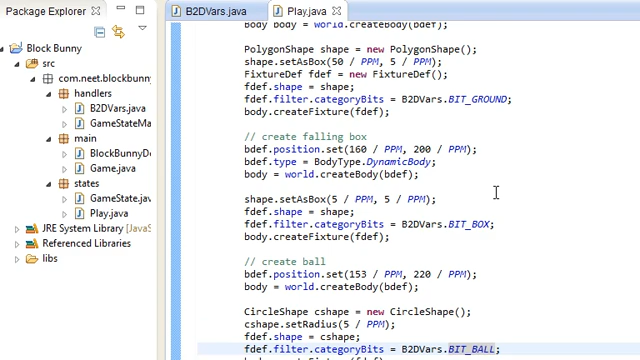 Package Explorer
Block Bunny
src
com.neet.blockbunny
handlers
B2DVars.java
GameStateMa
main
BlockBunnyDe
Game.java
states
GameState.jav
Play.java
JRE System Library [JavaS
Referenced Libraries
libs
B2DVars.java
Play.java
Body body = world.createBody(bdef);
PolygonShape shape = new PolygonShape();
shape.setAsBox(50 / PPM, 5 / PPM);
FixtureDef fdef = new FixtureDef();
fdef.shape = shape;
fdef.filter.categoryBits = B2DVars.BIT_GROUND;
body.createFixture(fdef);
// create falling box
bdef.position.set(160 / PPM, 200 / PPM);
bdef.type = BodyType.DynamicBody;
body = world.createBody(bdef);
shape.setAsBox(5 / PPM, 5 / PPM);
fdef.shape = shape;
fdef.filter.categoryBits = B2DVars.BIT_BOX;
body.createFixture(fdef);
// create ball
bdef.position.set(153 / PPM, 220 / PPM);
body = world.createBody(bdef);
CircleShape cshape = new CircleShape();
cshape.setRadius(5 / PPM);
fdef.shape = cshape;
fdef.filter.categoryBits = B2DVars.BIT_BALL;